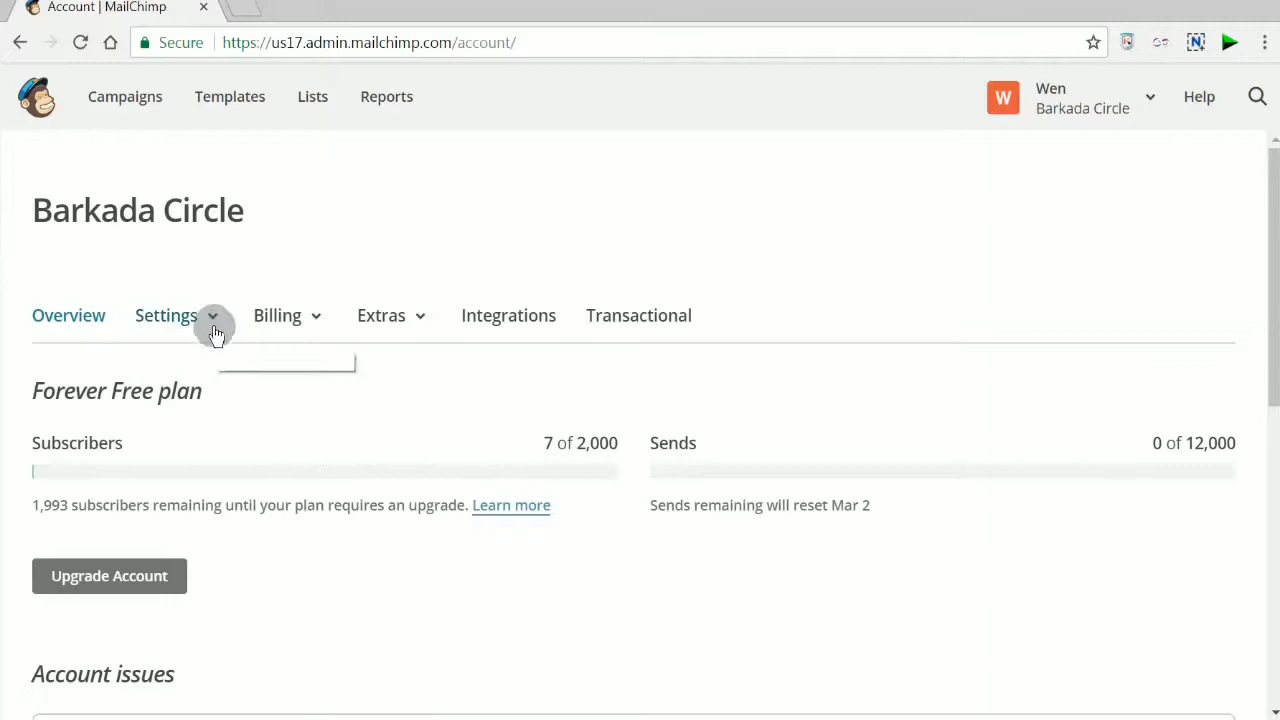 Account | MailChimp
Secure
https://us17.admin.mailchimp.com/account/
Campaigns Templates Lists Reports
W
Wen
Barkada Circle
Help
Barkada Circle
Overview Settings Billing Extras Integrations Transactional
Forever Free plan
Subscribers 7 of 2,000
Sends 0 of 12,000
1,993 subscribers remaining until your plan requires an upgrade. Learn more
Sends remaining will reset Mar 2
Upgrade Account
Account issues